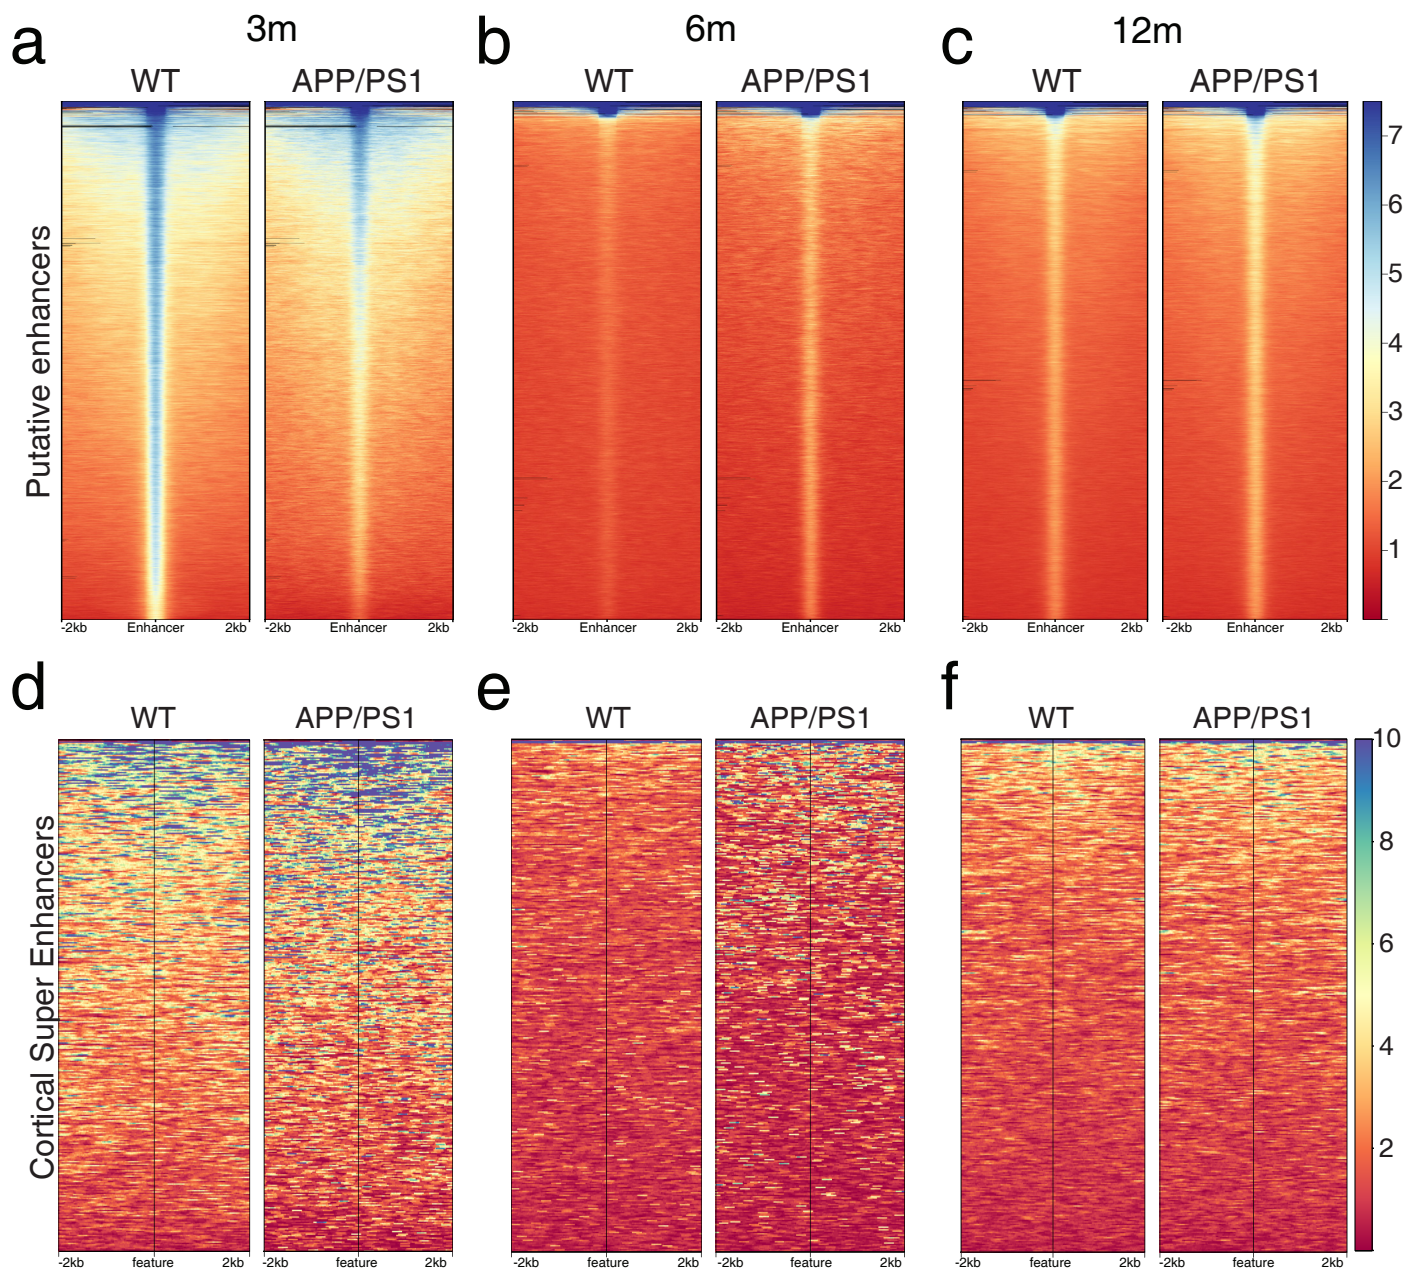 a
3m
b
6m
c
12m
WT
APP/PS1
WT
APP/PS1
WT
APP/PS1
Putative enhancers
7
6
5
4
3
2
1
-2kb
Enhancer
2kb
-2kb
Enhancer
2kb
-2kb
Enhancer
2kb
-2kb
Enhancer
2kb
-2kb
Enhancer
2kb
-2kb
Enhancer
2kb
d
e
f
WT
APP/PS1
WT
APP/PS1
WT
APP/PS1
Cortical Super Enhancers
10
8
6
4
2
-2kb
feature
2kb
-2kb
feature
2kb
-2kb
feature
2kb
-2kb
feature
2kb
-2kb
feature
2kb
-2kb
feature
2kb